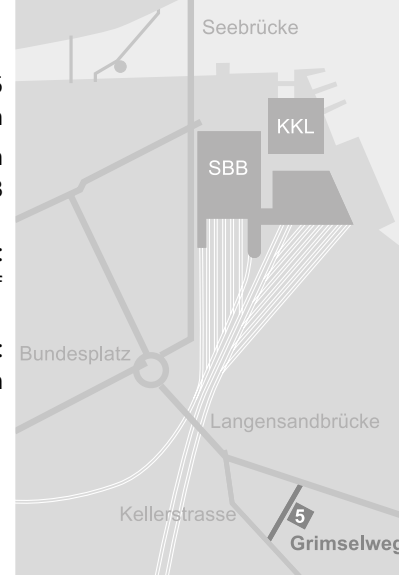 Seebrücke
KKL
SBB
Bundesplatz
Langensandbrücke
Kellerstrasse
5
Grimselweg